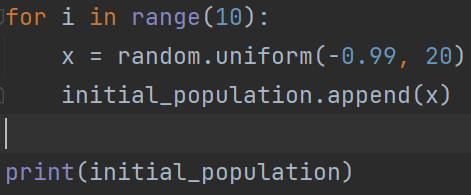 for i in range(10):
    x = random.uniform(-0.99, 20)
    initial_population.append(x)
print(initial_population)